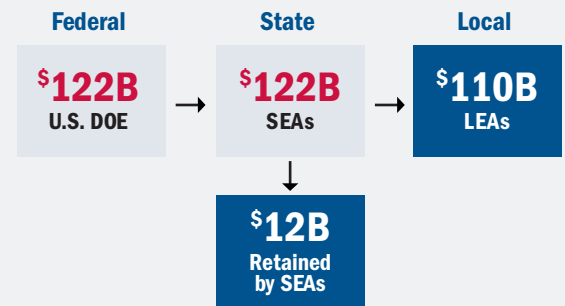 Federal
State
Local
$122B
U.S. DOE
$122B
SEAs
$110B
LEAs
$12B
Retained
by SEAs